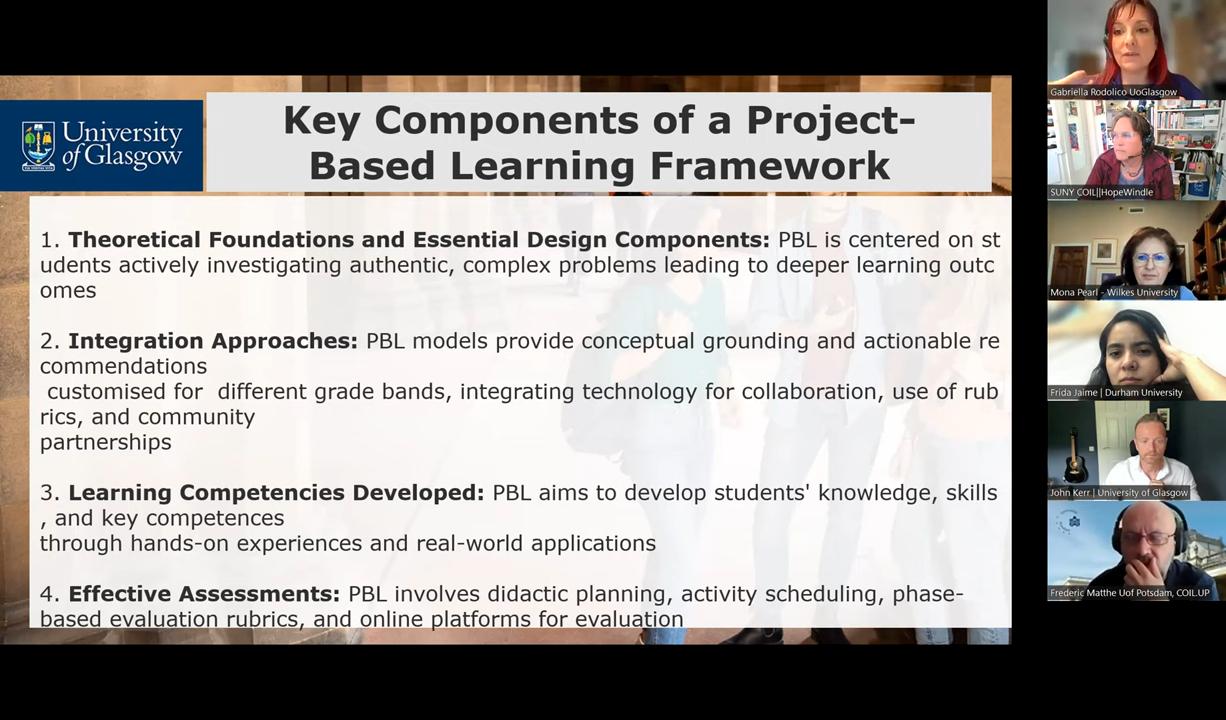 University
of Glasgow
Key Components of a Project-
Based Learning Framework
1. Theoretical Foundations and Essential Design Components: PBL is centered on st
udents actively investigating authentic, complex problems leading to deeper learning outc
omes
2. Integration Approaches: PBL models provide conceptual grounding and actionable re
commendations
customised for  different grade bands, integrating technology for collaboration, use of rub
rics, and community
partnerships
3. Learning Competencies Developed: PBL aims to develop students' knowledge, skills
, and key competences
through hands-on experiences and real-world applications
4. Effective Assessments: PBL involves didactic planning, activity scheduling, phase-
based evaluation rubrics, and online platforms for evaluation
Gabriella Rodolico UoGlasgow
SUNY COIL||HopeWindle
Mona Pearl - Wilkes University
Frida Jaime | Durham University
John Kerr | University of Glasgow
Frederic Matthe Uof Potsdam, COIL.UP